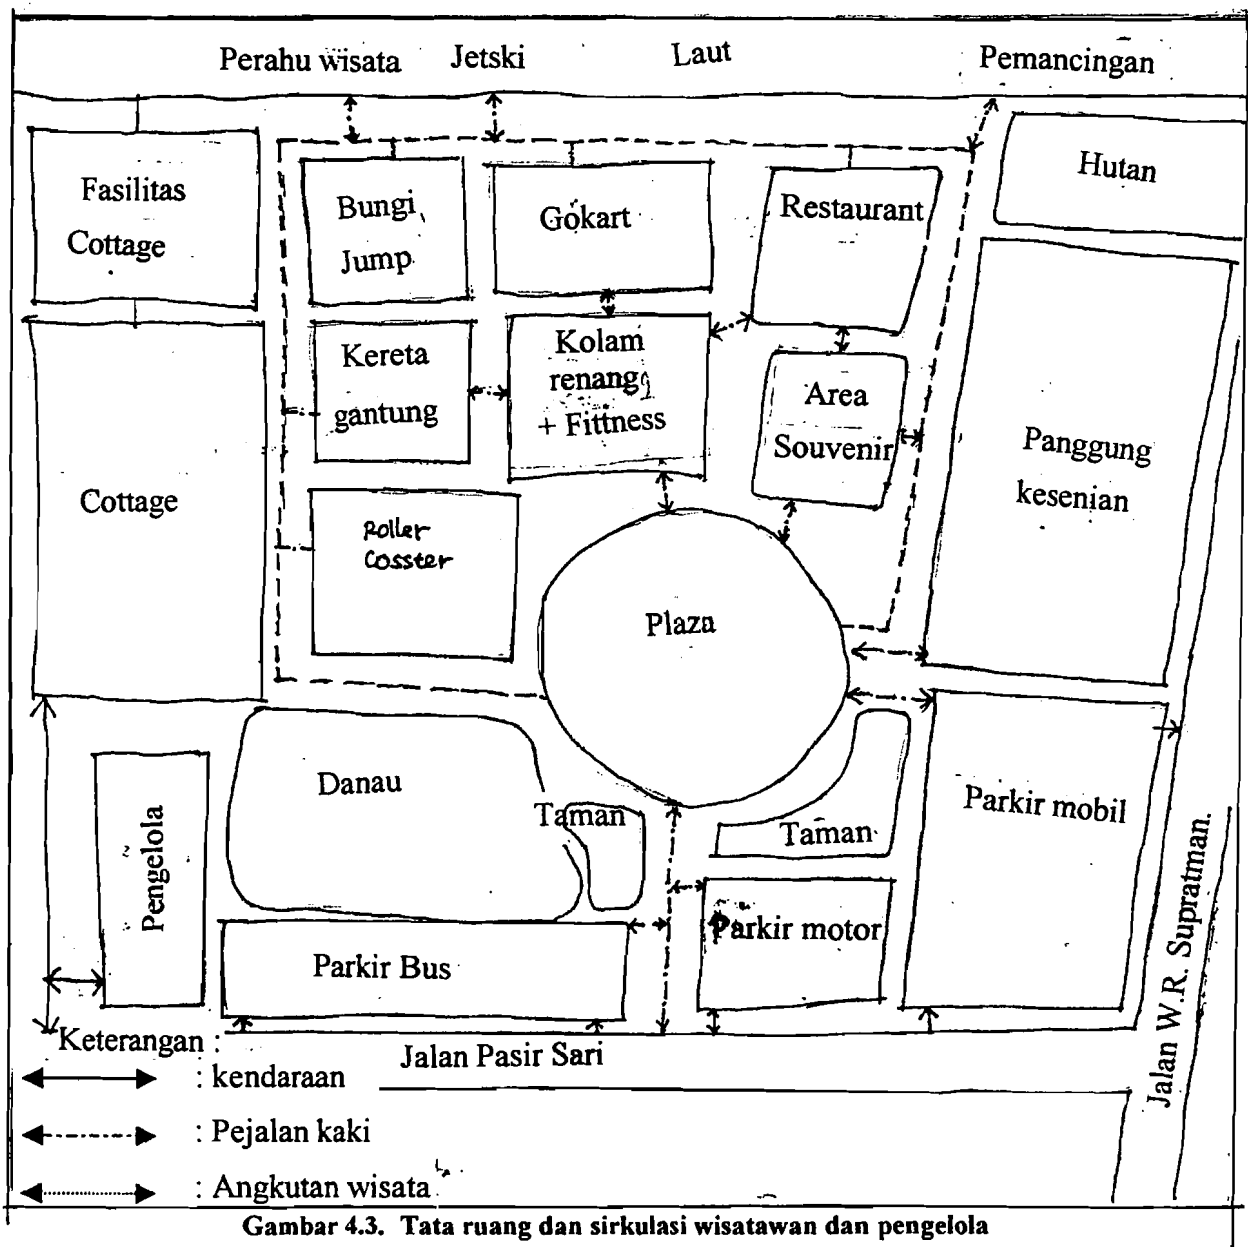 Perahu wisata
Jetski
Laut
Pemancingan
Fasilitas
Cottage
Bungi
Jump
Gokart
Restaurant
Hutan
Kereta
gantung
Kolam
renang
+ Fittness
Area
Souvenir
Panggung
kesenian
Cottage
Roller
Cosster
Plaza
Danau
Taman
Taman
Parkir mobil
Pengelola
Parkir Bus
Parkir motor
Jalan W.R. Supratman.
Jalan Pasir Sari
Keterangan :
: kendaraan
: Pejalan kaki
: Angkutan wisata
Gambar 4.3. Tata ruang dan sirkulasi wisatawan dan pengelola